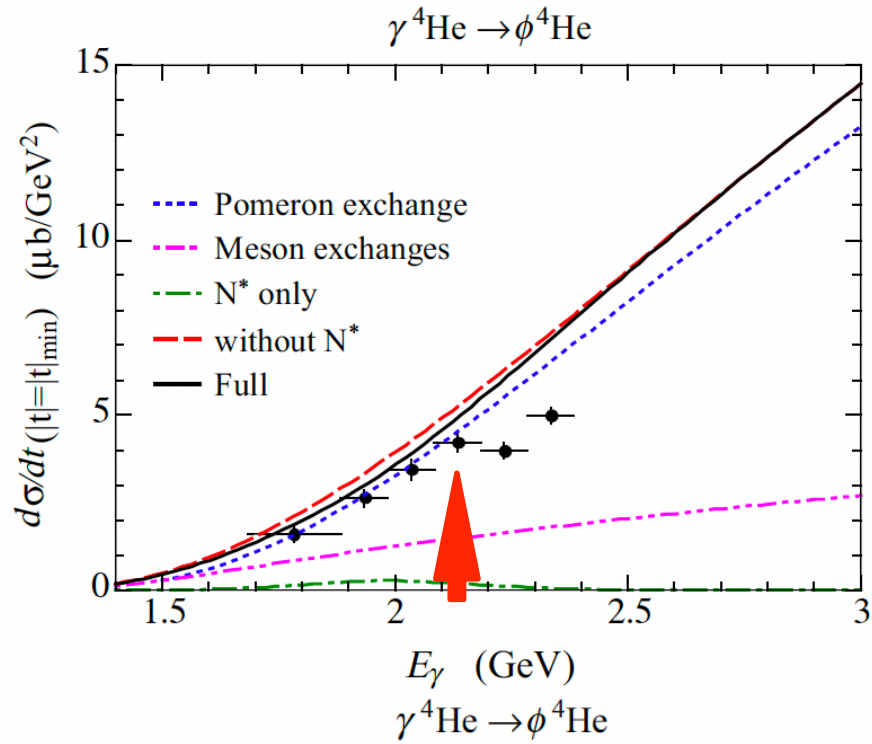 γ ⁴He → ϕ ⁴He
15
10
5
0
dσ/dt (|t|=|t|min) (μb/GeV²)
Pomeron exchange
Meson exchanges
N* only
without N*
Full
1.5 2 2.5 3
Eγ (GeV)
γ ⁴He → ϕ ⁴He